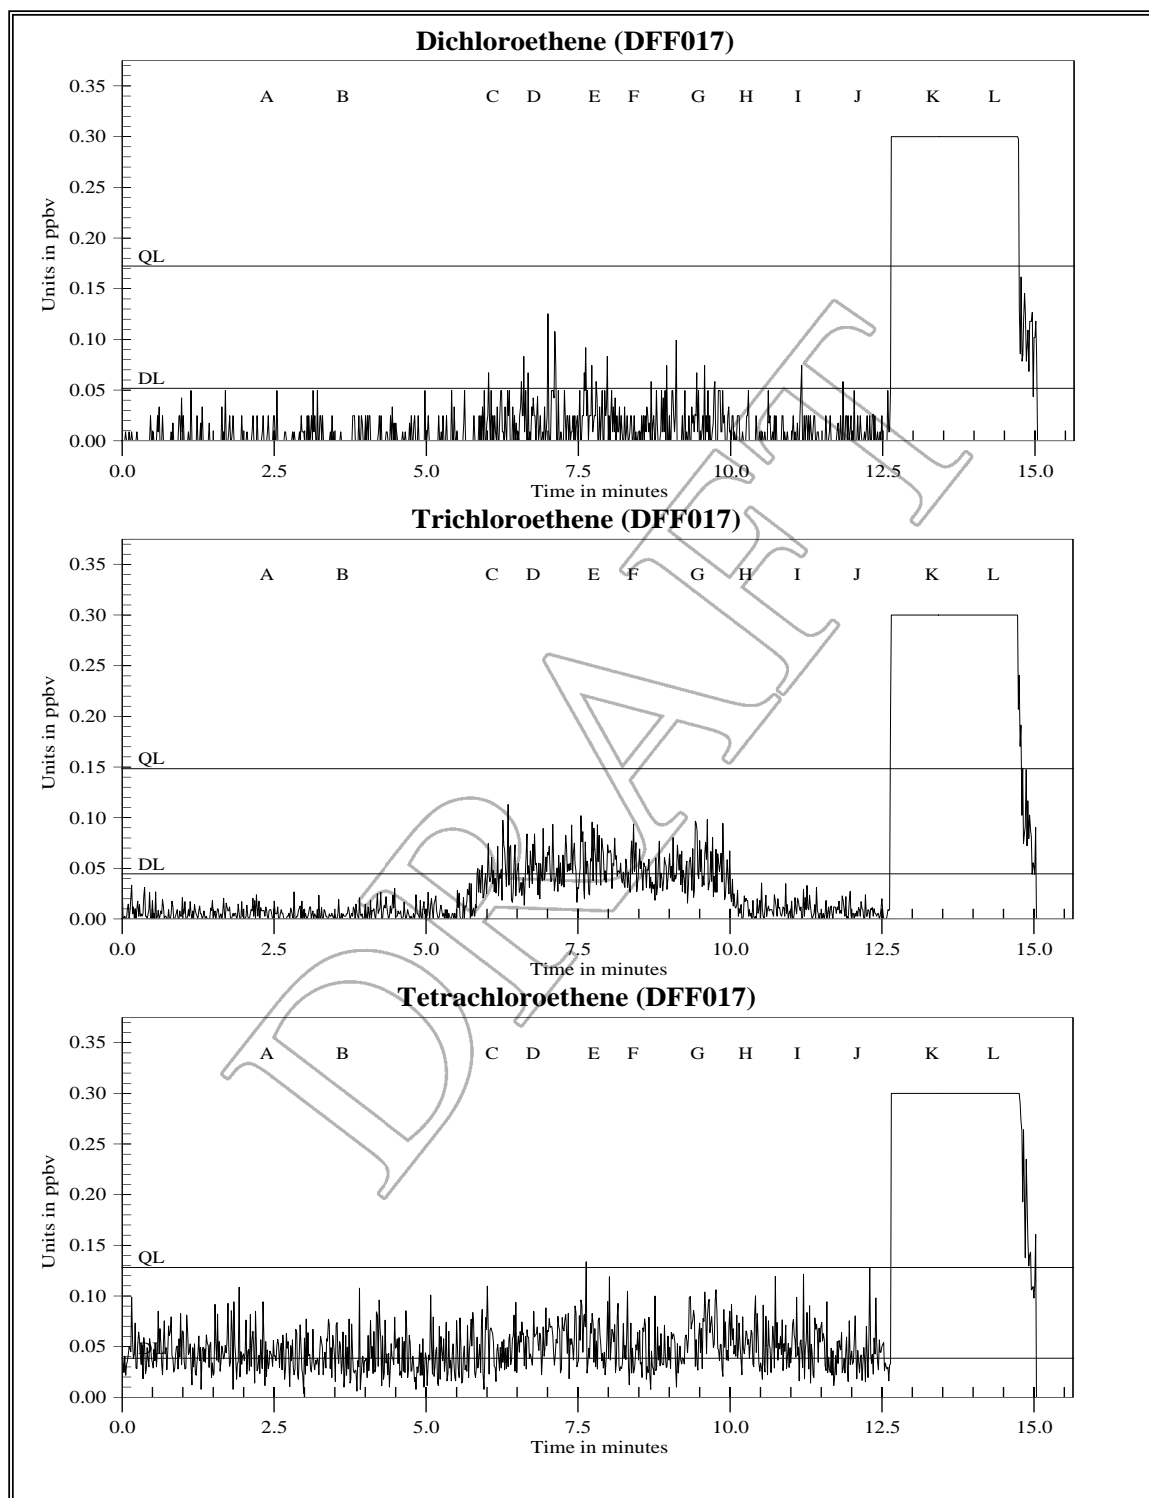 Dichloroethene (DFF017)
0.35
A B C D E F G H I J K L
0.30
0.25
0.20
QL
0.15
0.10
DL
0.05
0.00
Units in ppbv
0.0 2.5 5.0 7.5 10.0 12.5 15.0
Time in minutes
Trichloroethene (DFF017)
0.35
A B C D E F G H I J K L
0.30
0.25
0.20
QL
0.15
0.10
DL
0.05
0.00
Units in ppbv
0.0 2.5 5.0 7.5 10.0 12.5 15.0
Time in minutes
Tetrachloroethene (DFF017)
0.35
A B C D E F G H I J K L
0.30
0.25
0.20
0.15
QL
0.10
0.05
0.00
Units in ppbv
0.0 2.5 5.0 7.5 10.0 12.5 15.0
Time in minutes
DRAFT